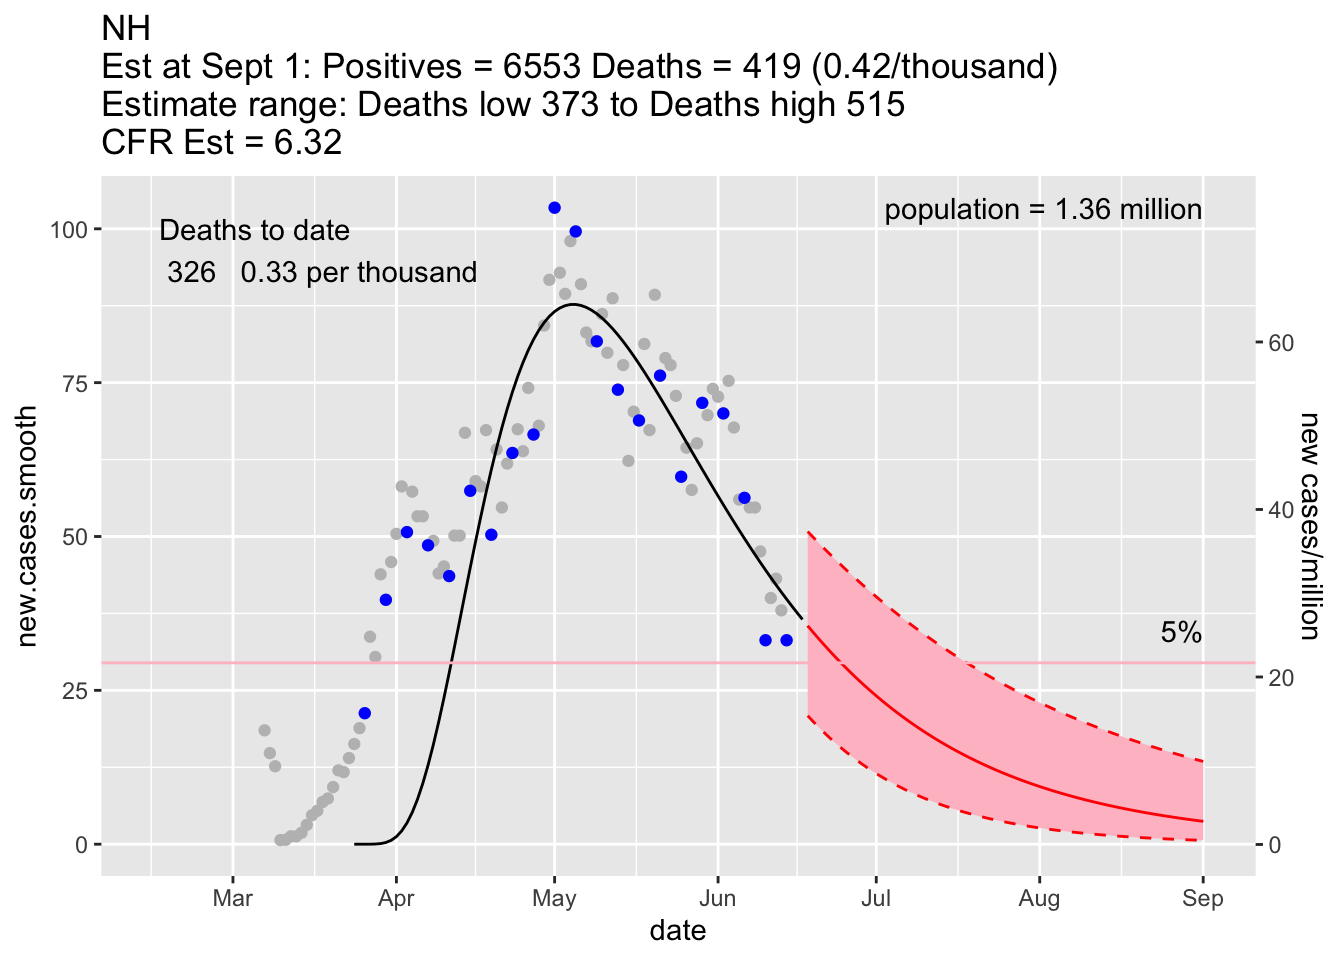 NH
Est at Sept 1: Positives = 6553 Deaths = 419 (0.42/thousand)
Estimate range: Deaths low 373 to Deaths high 515
CFR Est = 6.32
population = 1.36 million
Deaths to date
326 0.33 per thousand
5%
new.cases.smooth
100
75
50
25
0
60
40
20
0
new cases/million
Mar
Apr
May
Jun
Jul
Aug
Sep
date